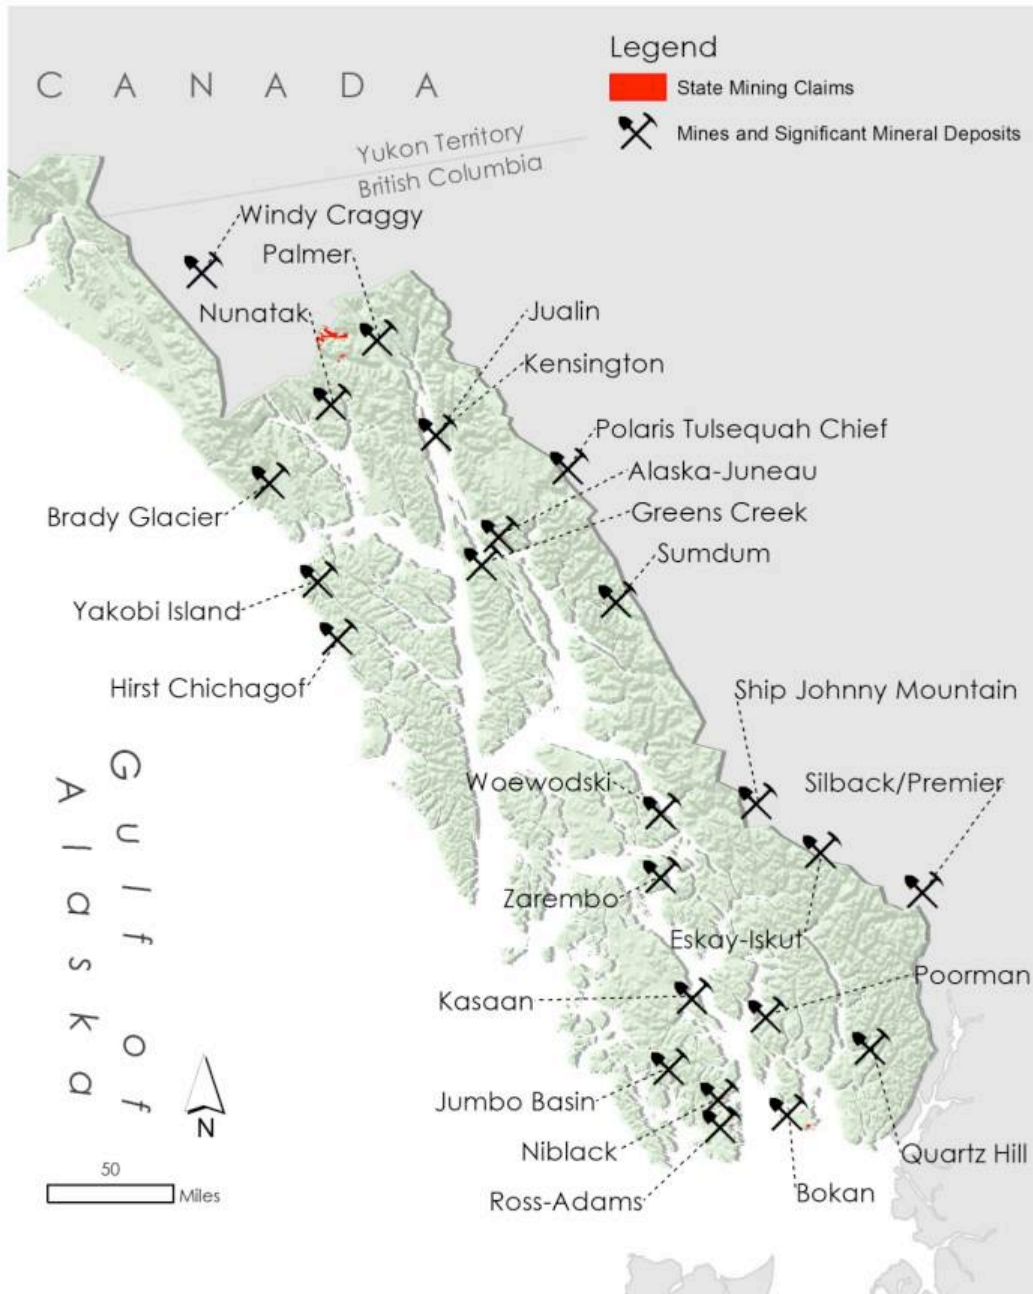 Legend
CANADA
State Mining Claims
Mines and Significant Mineral Deposits
Yukon Territory
British Columbia
Windy Craggy
Palmer
Nunatak
Jualin
Kensington
Polaris Tulsequah Chief
Alaska-Juneau
Greens Creek
Brady Glacier
Sumdum
Yakobi Island
Hirst Chichagof
Ship Johnny Mountain
Woewodski
Silback/Premier
Gulf of
Alaska
Zarembo
Eskay-Iskut
Poorman
Kasaan
Jumbo Basin
N
Niblack
Quartz Hill
50
Miles
Ross-Adams
Bokan